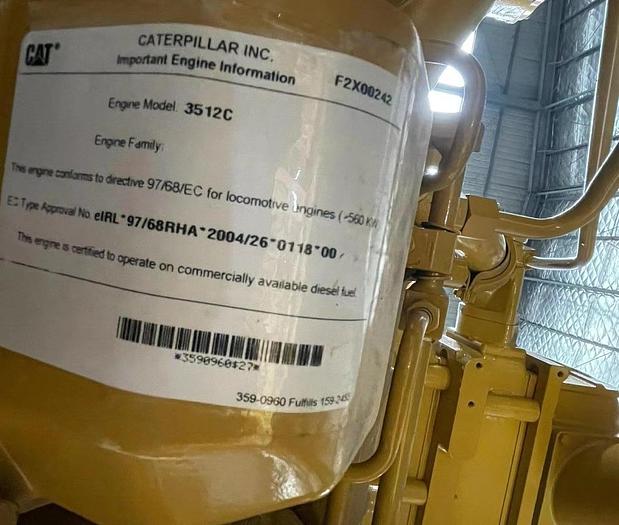 CAT®
CATERPILLAR INC.
Important Engine Information
F2X00242
Engine Model. 3512C
Engine Family:
This engine conforms to directive 97/68/EC for locomotive engines (>560 KW)
EC Type Approval No. eIRL*97/68RHA*2004/26*0118*00
This engine is certified to operate on commercially available diesel fuel.
*3590960$27*
359-0960 Fulfills